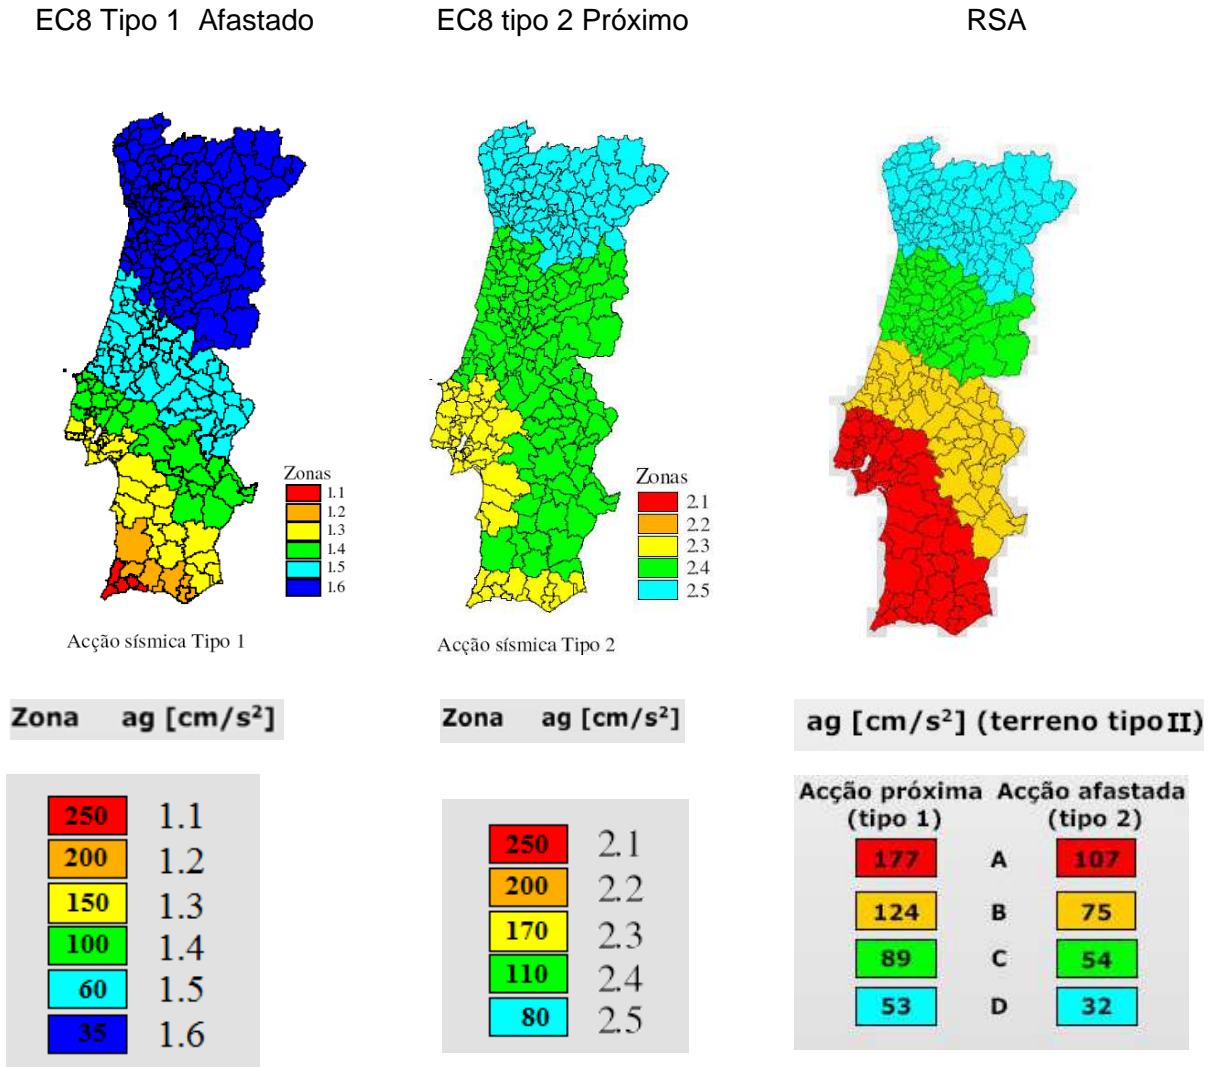 EC8 Tipo 1 Afastado
EC8 tipo 2 Próximo
RSA
Zonas
1.1
1.2
1.3
1.4
1.5
1.6
Acção sísmica Tipo 1
Zonas
2.1
2.2
2.3
2.4
2.5
Acção sísmica Tipo 2
Zona ag [cm/s²]
250 1.1
200 1.2
150 1.3
100 1.4
60 1.5
35 1.6
Zona ag [cm/s²]
250 2.1
200 2.2
170 2.3
110 2.4
80 2.5
ag [cm/s²] (terreno tipo II)
Acção próxima Acção afastada
(tipo 1) (tipo 2)
177 A 107
124 B 75
89 C 54
53 D 32